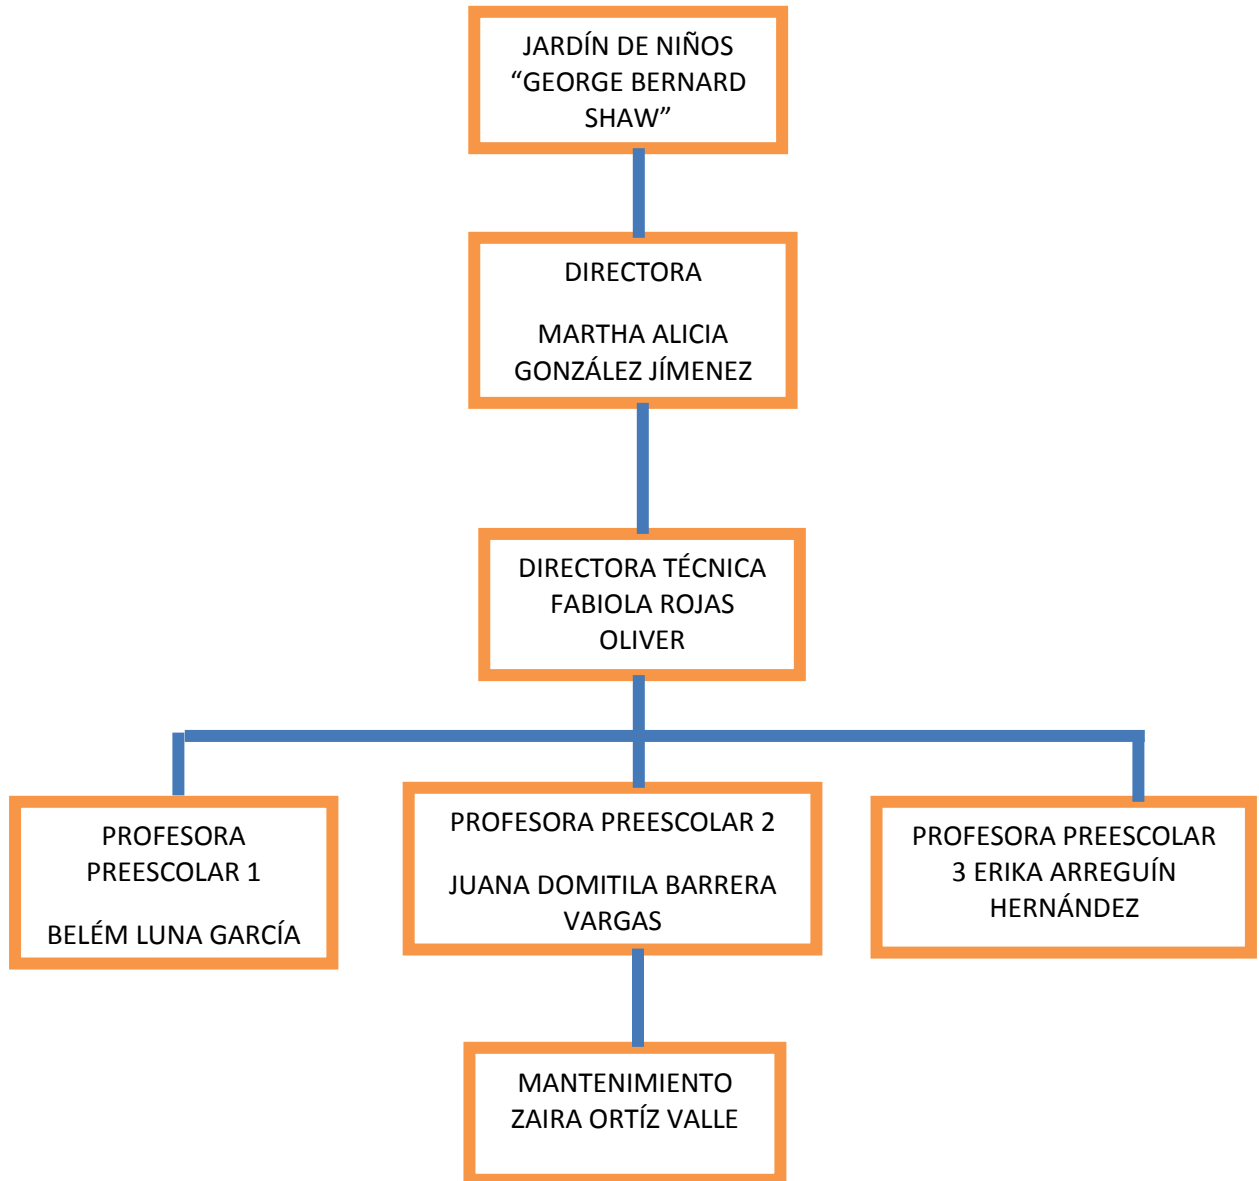 JARDÍN DE NIÑOS
“GEORGE BERNARD
SHAW”
DIRECTORA
MARTHA ALICIA
GONZÁLEZ JÍMENEZ
DIRECTORA TÉCNICA
FABIOLA ROJAS
OLIVER
PROFESORA
PREESCOLAR 1
BELÉM LUNA GARCÍA
PROFESORA PREESCOLAR 2
JUANA DOMITILA BARRERA
VARGAS
PROFESORA PREESCOLAR
3 ERIKA ARREGUÍN
HERNÁNDEZ
MANTENIMIENTO
ZAIRA ORTÍZ VALLE